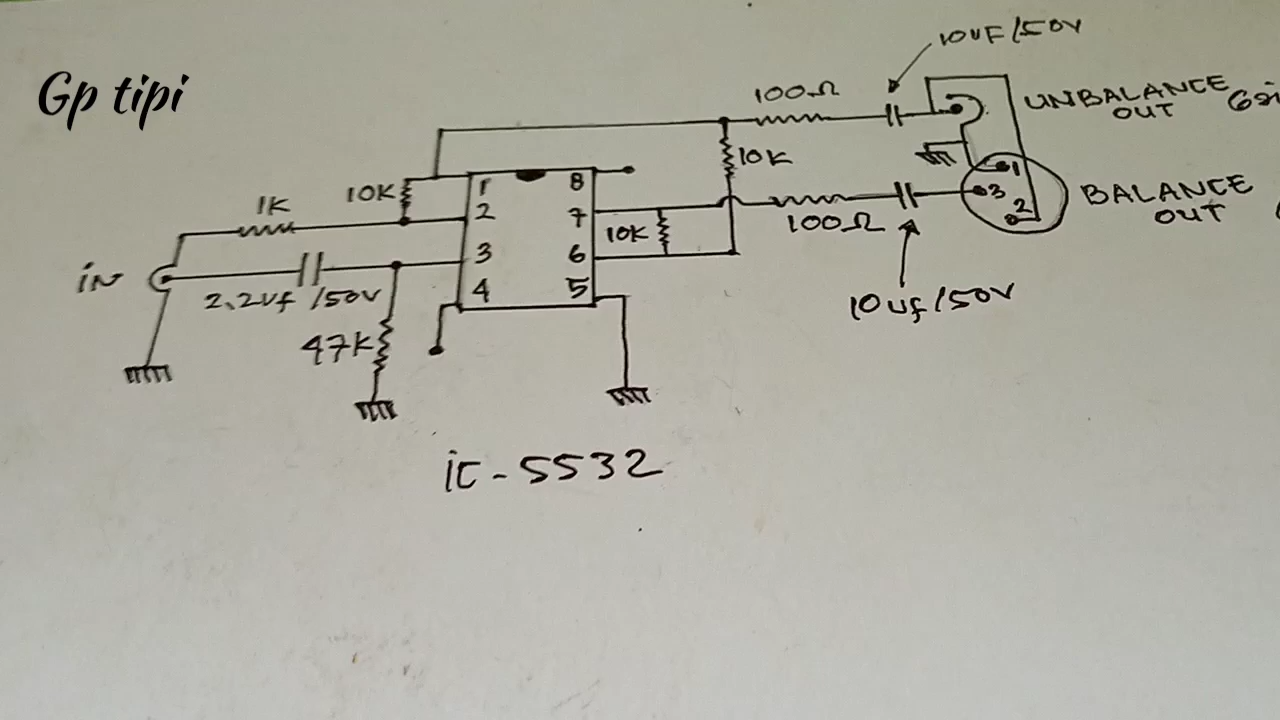 Gp tipi
10UF/50V
100Ω
UNBALANCE
OUT
10K
1K
10K
1
8
2
7
3
6
4
5
10K
100Ω
1
3
2
BALANCE
OUT
iN
2.2uf/50V
47K
10uf/50V
iC-5532